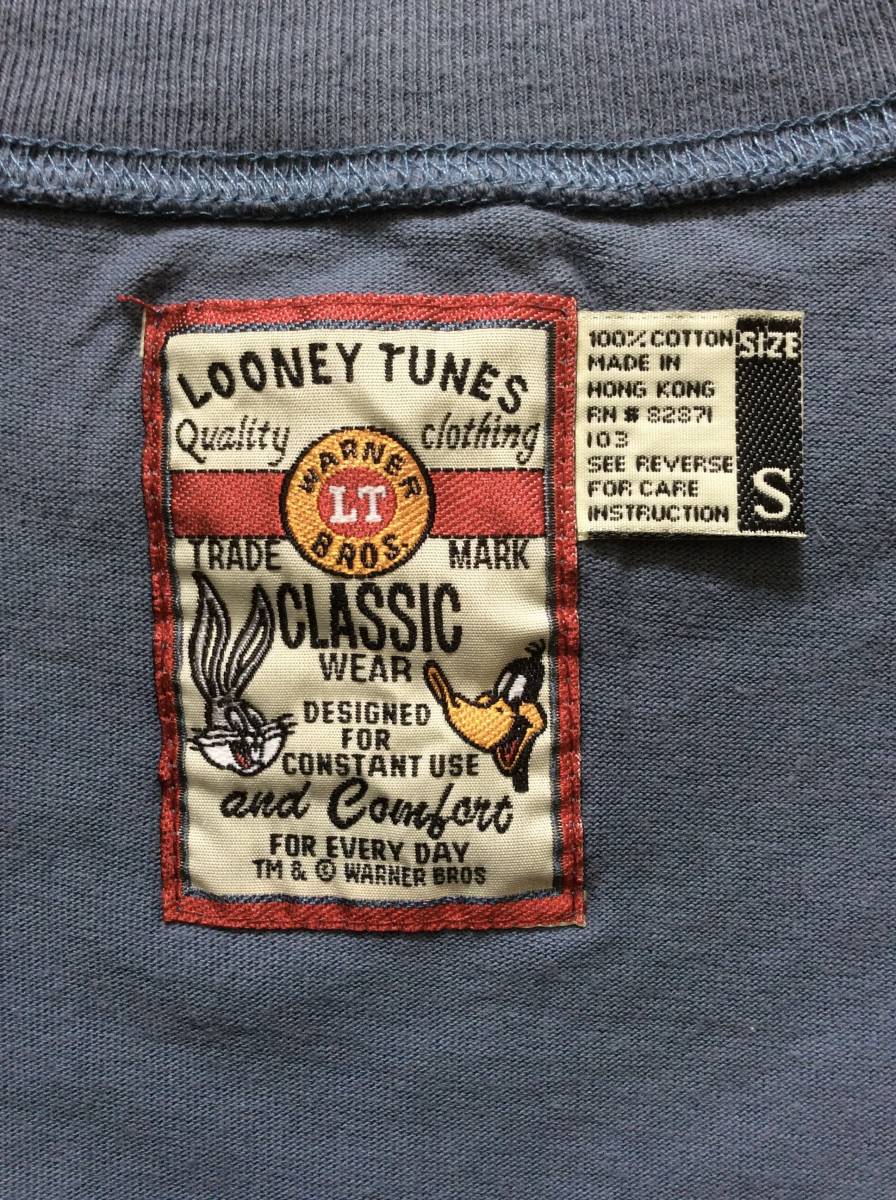 LOONEY TUNES
Quality clothing
WARNER
LT
BROS.
TRADE MARK
CLASSIC
WEAR
DESIGNED
FOR
CONSTANT USE
and Comfort
FOR EVERY DAY
TM & © WARNER BROS
100% COTTON
MADE IN
HONG KONG
RN # 82871
103
SEE REVERSE
FOR CARE
INSTRUCTION
SIZE
S